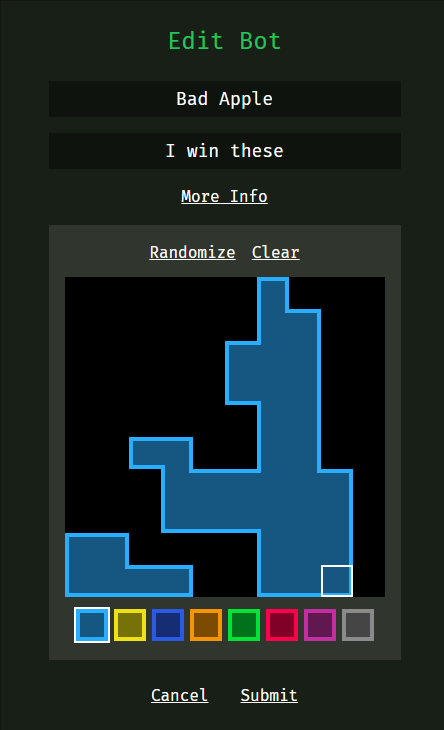 Edit Bot
Bad Apple
I win these
More Info
Randomize Clear
Cancel Submit